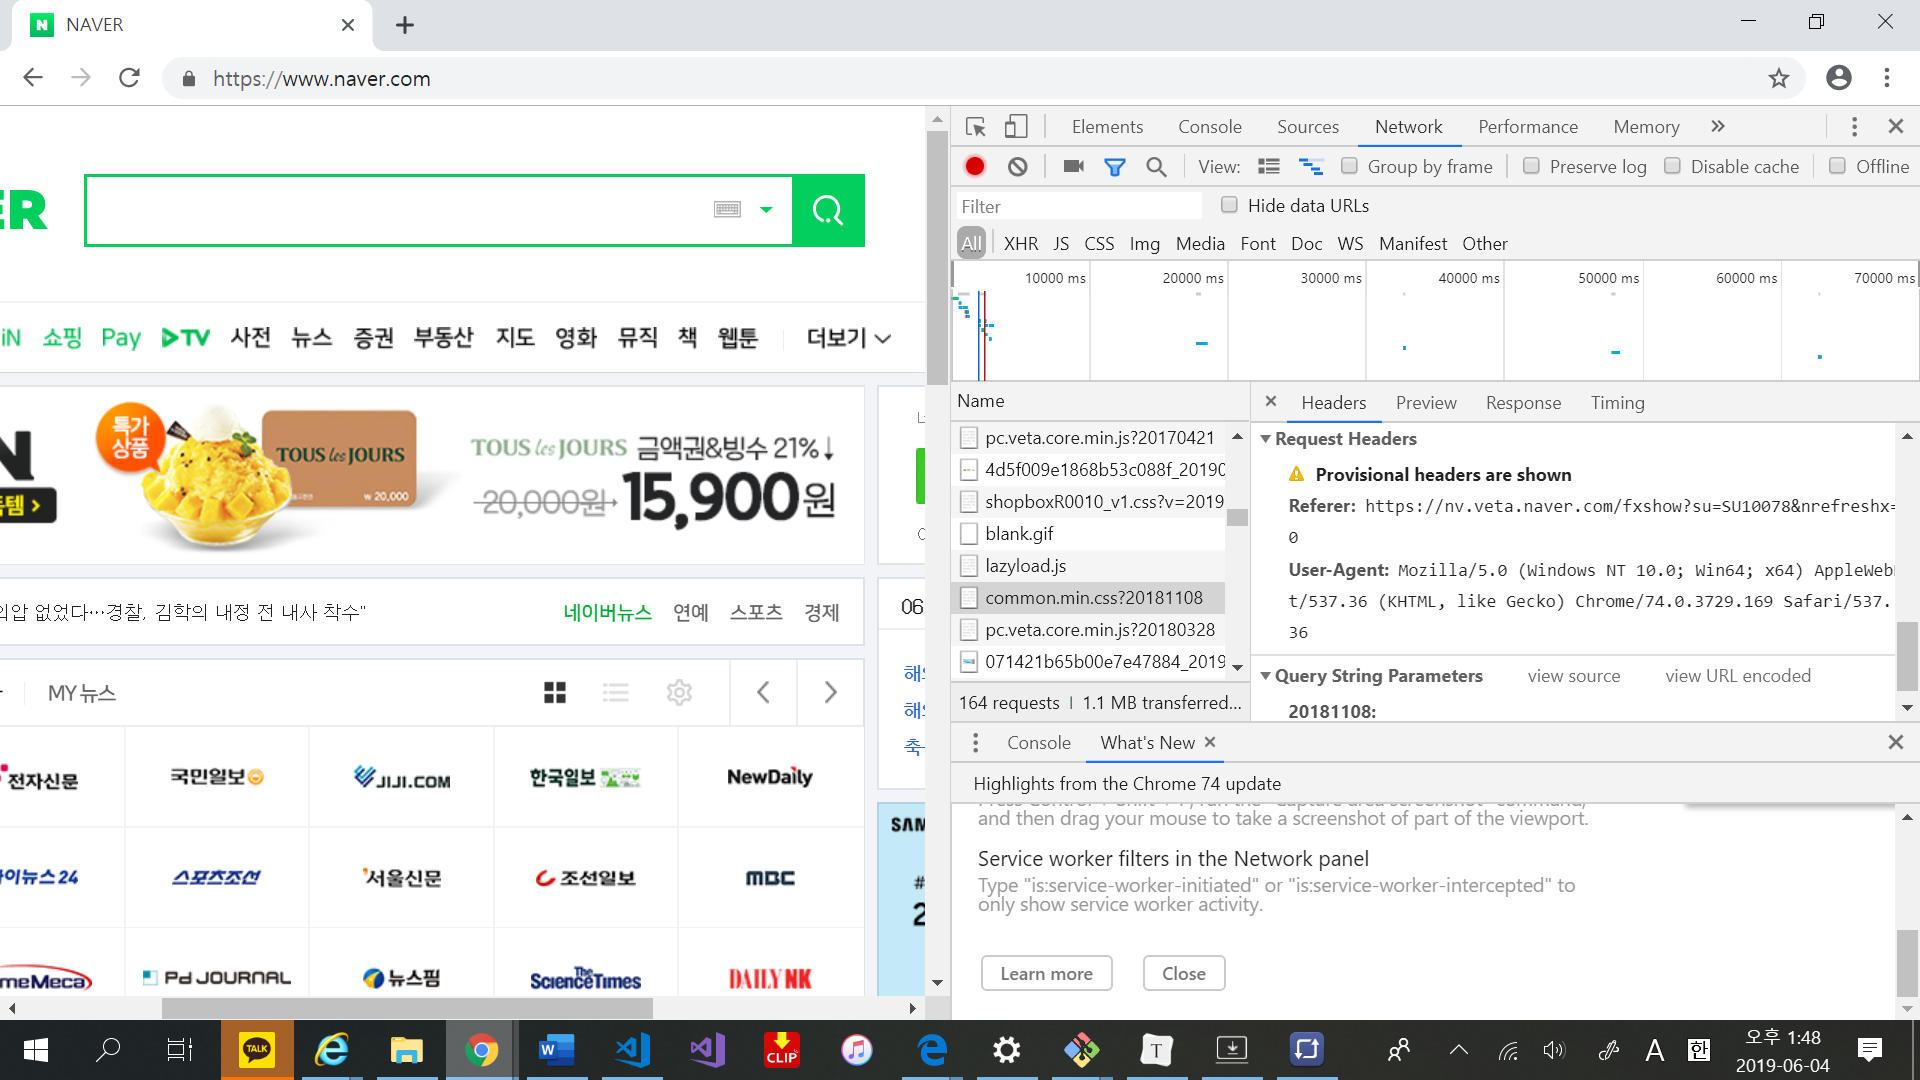 NAVER
https://www.naver.com
ER
iN 쇼핑 Pay TV 사전 뉴스 증권 부동산 지도 영화 뮤직 책 웹툰 더보기
특가
상품
TOUS les JOURS
₩ 20,000
TOUS les JOURS 금액권&빙수 21%↓
20,000원 15,900원
N
특템 >
의압 없었다…경찰, 김학의 내정 전 내사 착수"
네이버뉴스 연예 스포츠 경제
06
MY 뉴스
해
해
축
전자신문 국민일보 JIJI.COM 한국일보 NewDaily
이뉴스24 스포츠조선 서울신문 조선일보 MBC
meMeca Pd JOURNAL 뉴스핌 The ScienceTimes DAILY NK
SAM
#
2
Elements Console Sources Network Performance Memory »
View: Group by frame Preserve log Disable cache Offline
Filter Hide data URLs
All XHR JS CSS Img Media Font Doc WS Manifest Other
10000 ms 20000 ms 30000 ms 40000 ms 50000 ms 60000 ms 70000 ms
Name
pc.veta.core.min.js?20170421
4d5f009e1868b53c088f_20190
shopboxR0010_v1.css?v=2019
blank.gif
lazyload.js
common.min.css?20181108
pc.veta.core.min.js?20180328
071421b65b00e7e47884_2019
164 requests 1.1 MB transferred...
Headers Preview Response Timing
Request Headers
Provisional headers are shown
Referer: https://nv.veta.naver.com/fxshow?su=SU10078&nrefreshx=
0
User-Agent: Mozilla/5.0 (Windows NT 10.0; Win64; x64) AppleWebK
t/537.36 (KHTML, like Gecko) Chrome/74.0.3729.169 Safari/537.
36
Query String Parameters view source view URL encoded
20181108:
Console What's New
Highlights from the Chrome 74 update
and then drag your mouse to take a screenshot of part of the viewport.
Service worker filters in the Network panel
Type "is:service-worker-initiated" or "is:service-worker-intercepted" to
only show service worker activity.
Learn more Close
TALK
W
CLIP
T
A 한
오후 1:48
2019-06-04